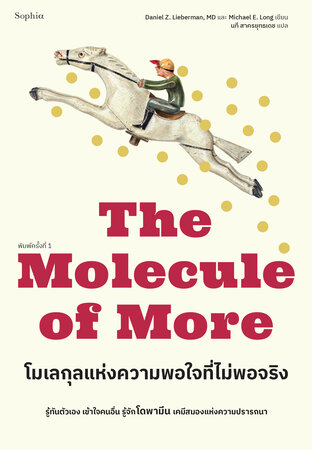 Sophia
Daniel Z. Lieberman, MD และ Michael E. Long เขียน
นที สาครยุทธเดช แปล
The
พิมพ์ครั้งที่ 1
Molecule
of More
โมเลกุลแห่งความพอใจที่ไม่พอจริง
รู้ทันตัวเอง เข้าใจคนอื่น รู้จักโดพามีน เคมีสมองแห่งความปรารถนา